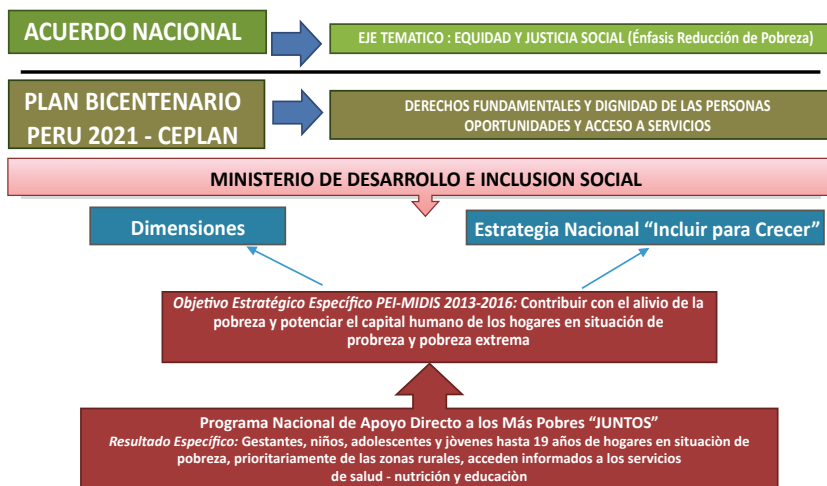 ACUERDO NACIONAL
EJE TEMATICO : EQUIDAD Y JUSTICIA SOCIAL (Énfasis Reducción de Pobreza)
PLAN BICENTENARIO
PERU 2021 - CEPLAN
DERECHOS FUNDAMENTALES Y DIGNIDAD DE LAS PERSONAS
OPORTUNIDADES Y ACCESO A SERVICIOS
MINISTERIO DE DESARROLLO E INCLUSION SOCIAL
Dimensiones
Estrategia Nacional “Incluir para Crecer”
Objetivo Estratégico Específico PEI-MIDIS 2013-2016: Contribuir con el alivio de la
pobreza y potenciar el capital humano de los hogares en situación de
probreza y pobreza extrema
Programa Nacional de Apoyo Directo a los Más Pobres “JUNTOS”
Resultado Específico: Gestantes, niños, adolescentes y jòvenes hasta 19 años de hogares en situaciòn de
pobreza, prioritariamente de las zonas rurales, acceden informados a los servicios
de salud - nutrición y educaciòn